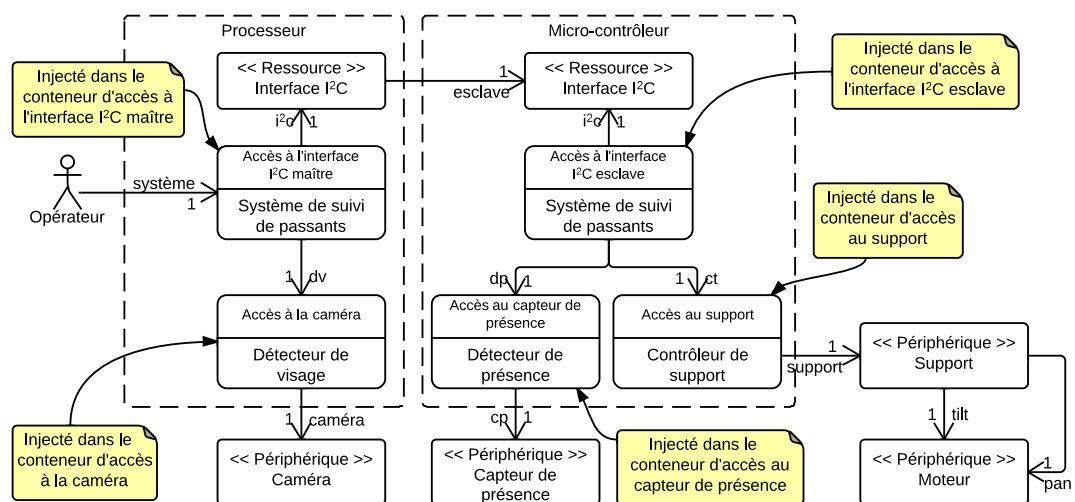 Processeur
Micro-contrôleur
Injecté dans le
conteneur d'accès à
l'interface I²C maître
<< Ressource >>
Interface I²C
1
esclave
<< Ressource >>
Interface I²C
Injecté dans le
conteneur d'accès à
l'interface I²C esclave
i²c 1
i²c 1
Opérateur
système
1
Accès à l'interface
I²C maître
Système de suivi
de passants
Accès à l'interface
I²C esclave
Système de suivi
de passants
Injecté dans le
conteneur d'accès
au support
1 dv
dp 1
1 ct
Accès à la caméra
Détecteur de
visage
Accès au capteur de
présence
Détecteur de
présence
Accès au support
Contrôleur de
support
1
support
<< Périphérique >>
Support
1 caméra
cp 1
1 tilt
1
pan
Injecté dans le
conteneur d'accès
à la caméra
<< Périphérique >>
Caméra
<< Périphérique >>
Capteur de
présence
Injecté dans le
conteneur d'accès au
capteur de présence
<< Périphérique >>
Moteur